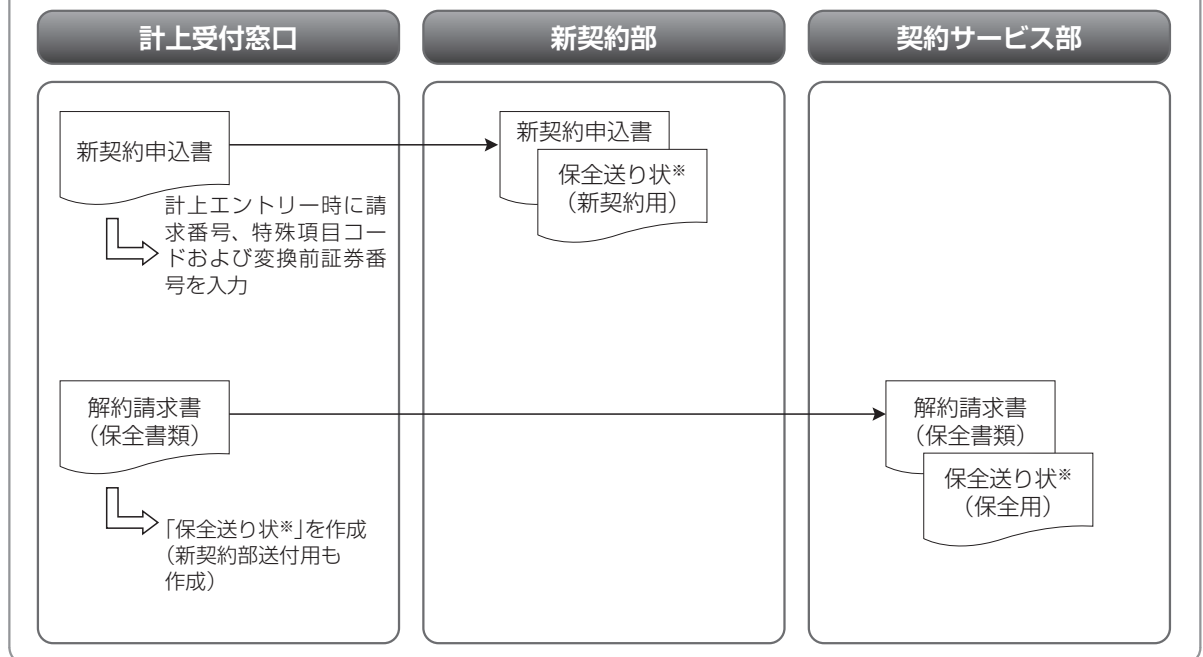 計上受付窓口
新契約部
契約サービス部
新契約申込書
計上エントリー時に請
求番号、特殊項目コー
ドおよび変換前証券番
号を入力
新契約申込書
保全送り状※
（新契約用）
解約請求書
（保全書類）
「保全送り状※」を作成
（新契約部送付用も
作成）
解約請求書
（保全書類）
保全送り状※
（保全用）